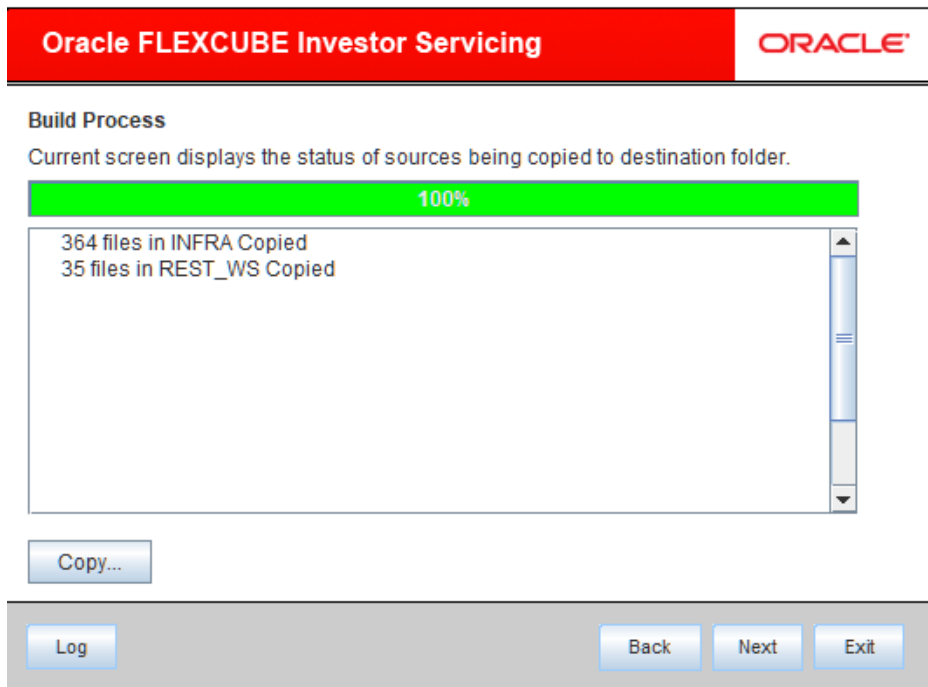 Oracle FLEXCUBE Investor Servicing
ORACLE
Build Process
Current screen displays the status of sources being copied to destination folder.
100%
364 files in INFRA Copied
35 files in REST_WS Copied
Copy...
Log
Back
Next
Exit